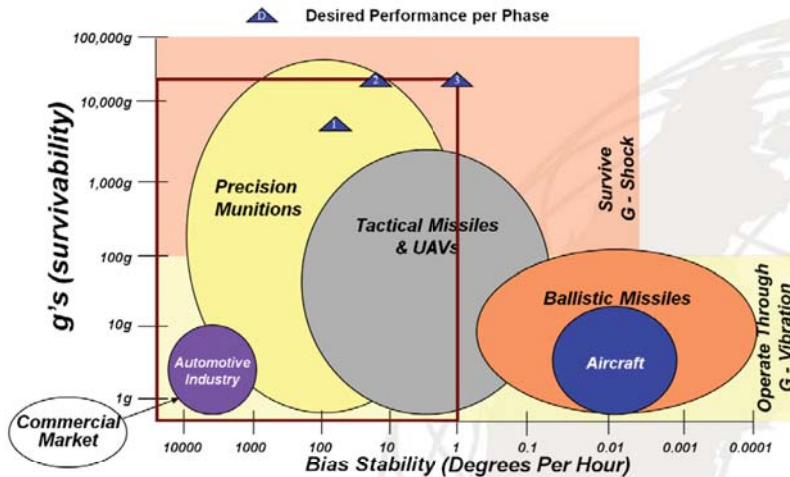 D Desired Performance per Phase
100,000g
10,000g
1,000g
100g
10g
1g
g's (survivability)
2
3
1
Precision
Munitions
Tactical Missiles
& UAVs
Survive
G - Shock
Ballistic Missiles
Aircraft
Operate Through
G - Vibration
Automotive
Industry
Commercial
Market
10000 1000 100 10 1 0.1 0.01 0.001 0.0001
Bias Stability (Degrees Per Hour)